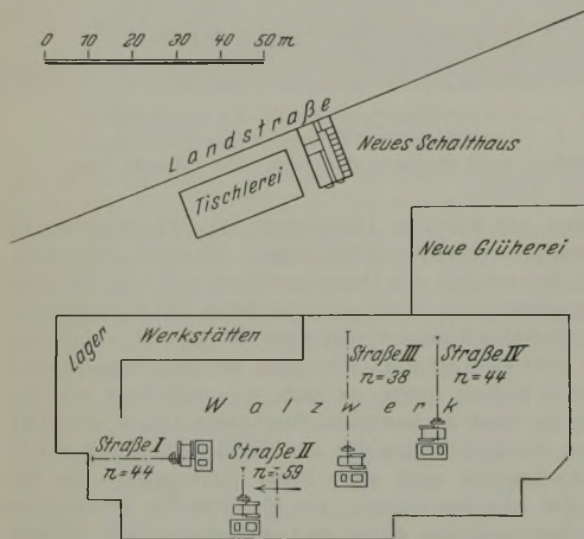 0 10 20 30 40 50 m
Landstraße
Neues Schalthaus
Tischlerei
Neue Glüherei
Lager
Werkstätten
Straße III
n=38
Straße IV
n=44
Walzwerk
Straße I
n=44
Straße II
n=59